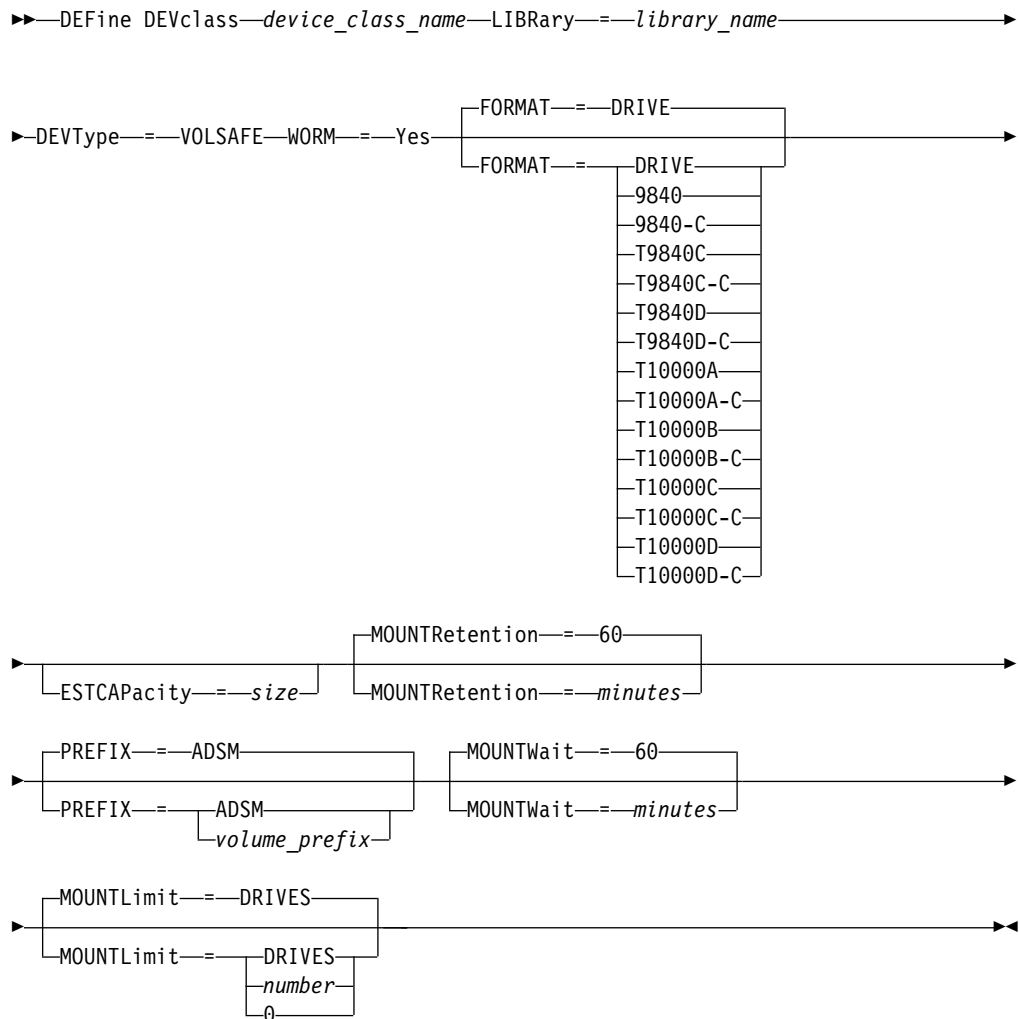 ►►─DEFine DEVclass─device_class_name─LIBRary─=─library_name─►
FORMAT─=─DRIVE
►─DEVType─=─VOLSAFE─WORM─=─Yes─►
FORMAT─=─DRIVE
9840
9840-C
T9840C
T9840C-C
T9840D
T9840D-C
T10000A
T10000A-C
T10000B
T10000B-C
T10000C
T10000C-C
T10000D
T10000D-C
MOUNTRetention─=─60
ESTCAPacity─=─size MOUNTRetention─=─minutes
PREFIX─=─ADSM MOUNTWait─=─60
PREFIX─=─ADSM MOUNTWait─=─minutes
volume_prefix
MOUNTLimit─=─DRIVES
MOUNTLimit─=─DRIVES
number
0